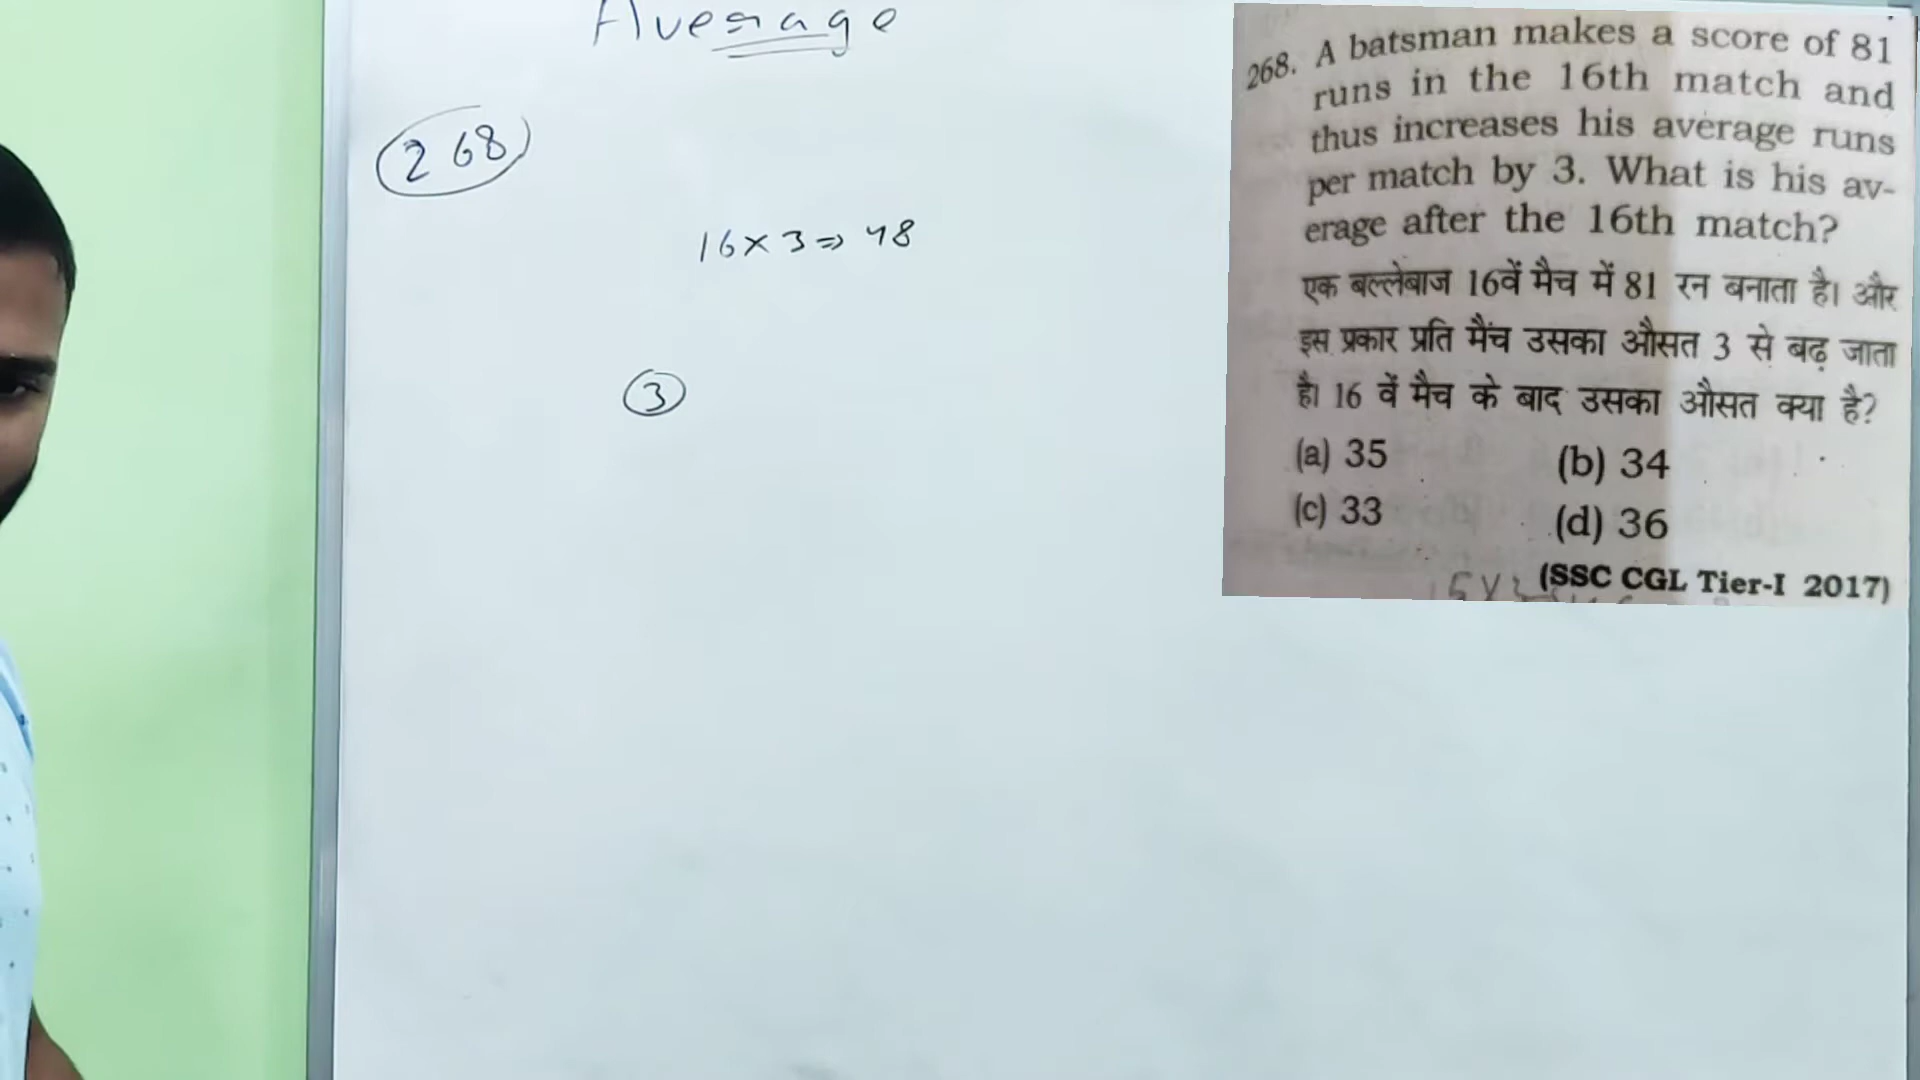 Average
268
16 × 3 => 48
3
268. A batsman makes a score of 81
runs in the 16th match and
thus increases his average runs
per match by 3. What is his av-
erage after the 16th match?
एक बल्लेबाज 16वें मैच में 81 रन बनाता है। और
इस प्रकार प्रति मैंच उसका औसत 3 से बढ़ जाता
है। 16 वें मैच के बाद उसका औसत क्या है?
(a) 35 (b) 34
(c) 33 (d) 36
(SSC CGL Tier-I 2017)